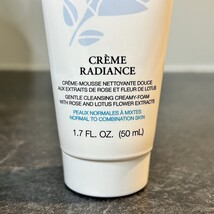 CRÈME
RADIANCE
CRÈME-MOUSSE NETTOYANTE DOUCE
AUX EXTRAITS DE ROSE ET FLEUR DE LOTUS
GENTLE CLEANSING CREAMY-FOAM
WITH ROSE AND LOTUS FLOWER EXTRACTS
PEAUX NORMALES À MIXTES
NORMAL TO COMBINATION SKIN
1.7 FL. OZ. (50 mL)